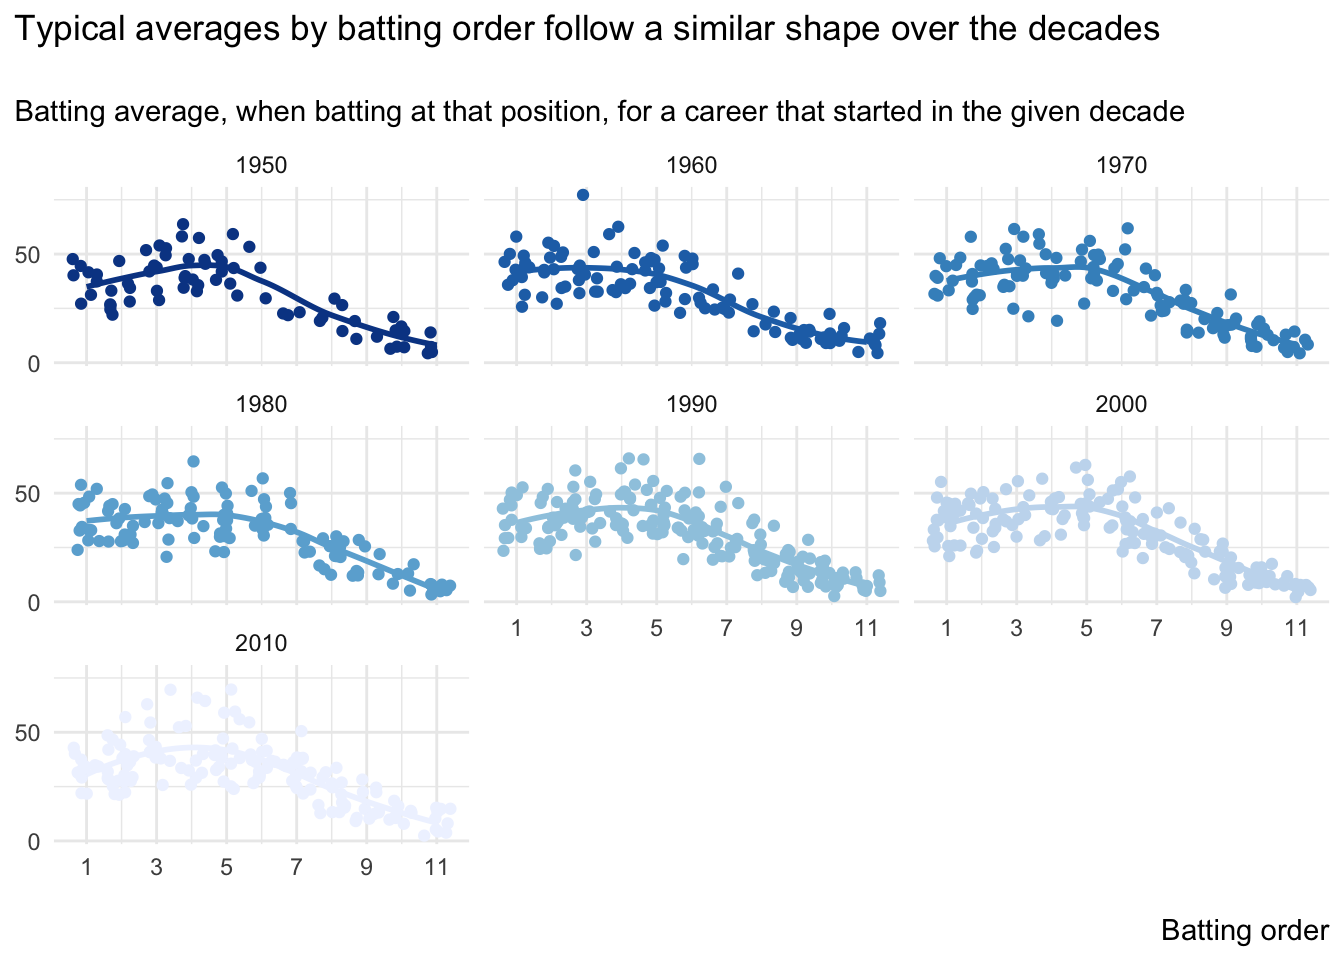 Typical averages by batting order follow a similar shape over the decades
Batting average, when batting at that position, for a career that started in the given decade
1950 1960 1970
50
0
1980 1990 2000
50
0
1 3 5 7 9 11 1 3 5 7 9 11
2010
50
0
1 3 5 7 9 11
Batting order